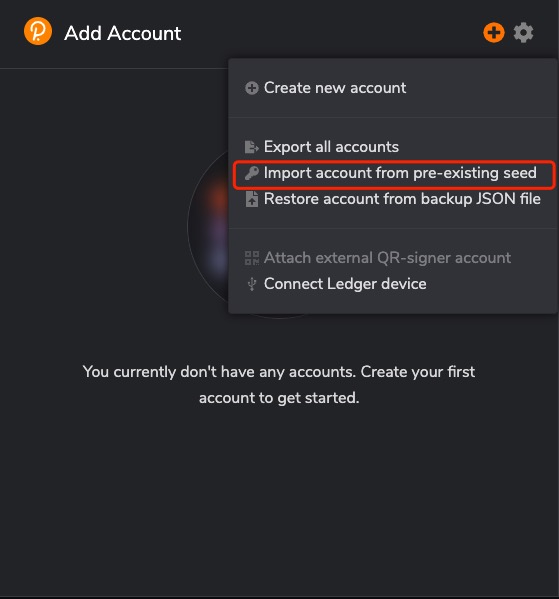 Add Account
Create new account
Export all accounts
Import account from pre-existing seed
Restore account from backup JSON file
Attach external QR-signer account
Connect Ledger device
You currently don't have any accounts. Create your first
account to get started.